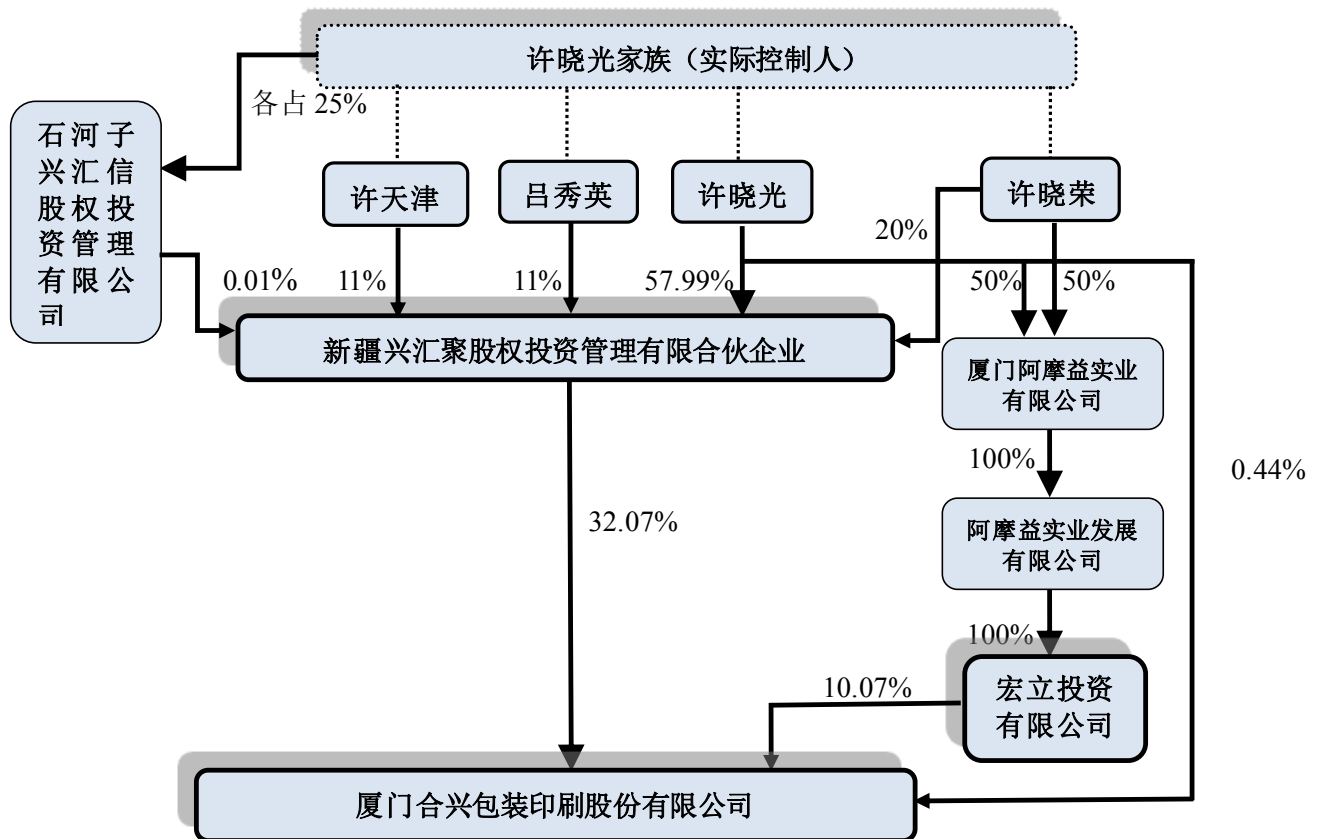 许晓光家族（实际控制人）
各占 25%
石河子
兴汇信
股权投
资管理
有限公
司
许天津
吕秀英
许晓光
许晓荣
20%
0.01%
11%
11%
57.99%
50%
50%
新疆兴汇聚股权投资管理有限合伙企业
厦门阿摩益实业
有限公司
100%
0.44%
32.07%
阿摩益实业发展
有限公司
100%
10.07%
宏立投资
有限公司
厦门合兴包装印刷股份有限公司